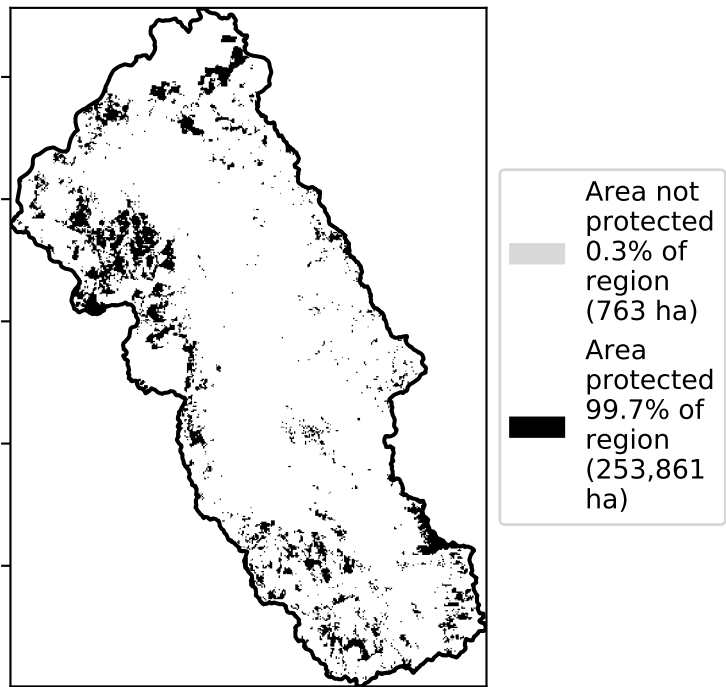 Area not
protected
0.3% of
region
(763 ha)
Area
protected
99.7% of
region
(253,861
ha)